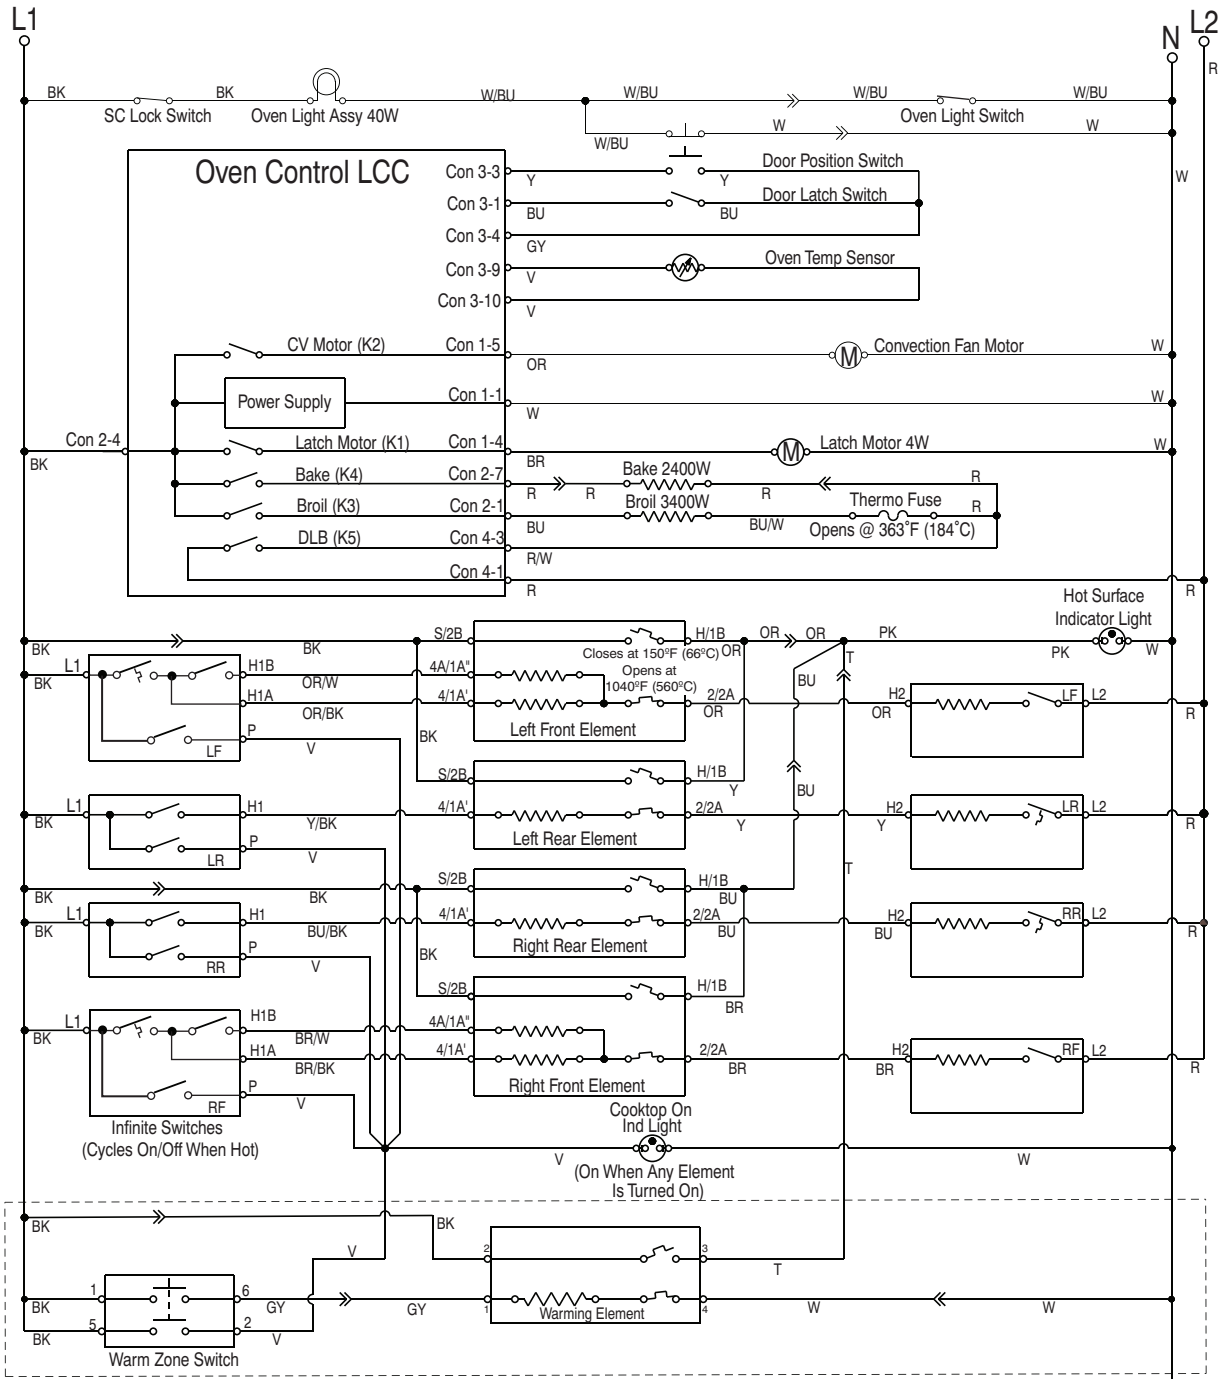 L1
N
L2
R
BK
BK
W/BU
W/BU
W/BU
W/BU
SC Lock Switch
Oven Light Assy 40W
Oven Light Switch
W/BU
W
W
Oven Control LCC
Con 3-3
Y
Y
Door Position Switch
W
Con 3-1
BU
BU
Door Latch Switch
Con 3-4
GY
Con 3-9
V
Oven Temp Sensor
Con 3-10
V
CV Motor (K2)
Con 1-5
OR
M
Convection Fan Motor
W
Power Supply
Con 1-1
W
W
Con 2-4
BK
Latch Motor (K1)
Con 1-4
BR
M
Latch Motor 4W
W
Bake (K4)
Con 2-7
R
R
Bake 2400W
R
R
Broil (K3)
Con 2-1
BU
Broil 3400W
BU/W
Thermo Fuse
R
Opens @ 363˚F (184˚C)
DLB (K5)
Con 4-3
R/W
Con 4-1
R
R
Hot Surface
Indicator Light
BK
BK
S/2B
H/1B
OR
OR
PK
PK
W
Closes at 150ºF (66ºC)
OR
L1
BK
H1B
OR/W
4A/1A"
Opens at
1040ºF (560ºC)
T
BU
H1A
OR/BK
4/1A'
2/2A
OR
H2
OR
LF
L2
R
P
V
LF
BK
Left Front Element
S/2B
H/1B
Y
BU
L1
BK
H1
Y/BK
4/1A'
2/2A
Y
H2
Y
LR
L2
R
P
V
LR
Left Rear Element
T
BK
BK
S/2B
H/1B
BU
L1
BK
H1
BU/BK
4/1A'
2/2A
BU
H2
BU
RR
L2
R
P
V
RR
BK
Right Rear Element
S/2B
H/1B
BR
L1
BK
H1B
BR/W
4A/1A"
H1A
BR/BK
4/1A'
2/2A
BR
H2
BR
RF
L2
R
P
V
RF
Right Front Element
Infinite Switches
(Cycles On/Off When Hot)
Cooktop On
Ind Light
V
W
(On When Any Element
Is Turned On)
BK
BK
V
2
3
T
1
BK
6
GY
GY
1
Warming Element
4
W
W
5
BK
2
V
Warm Zone Switch